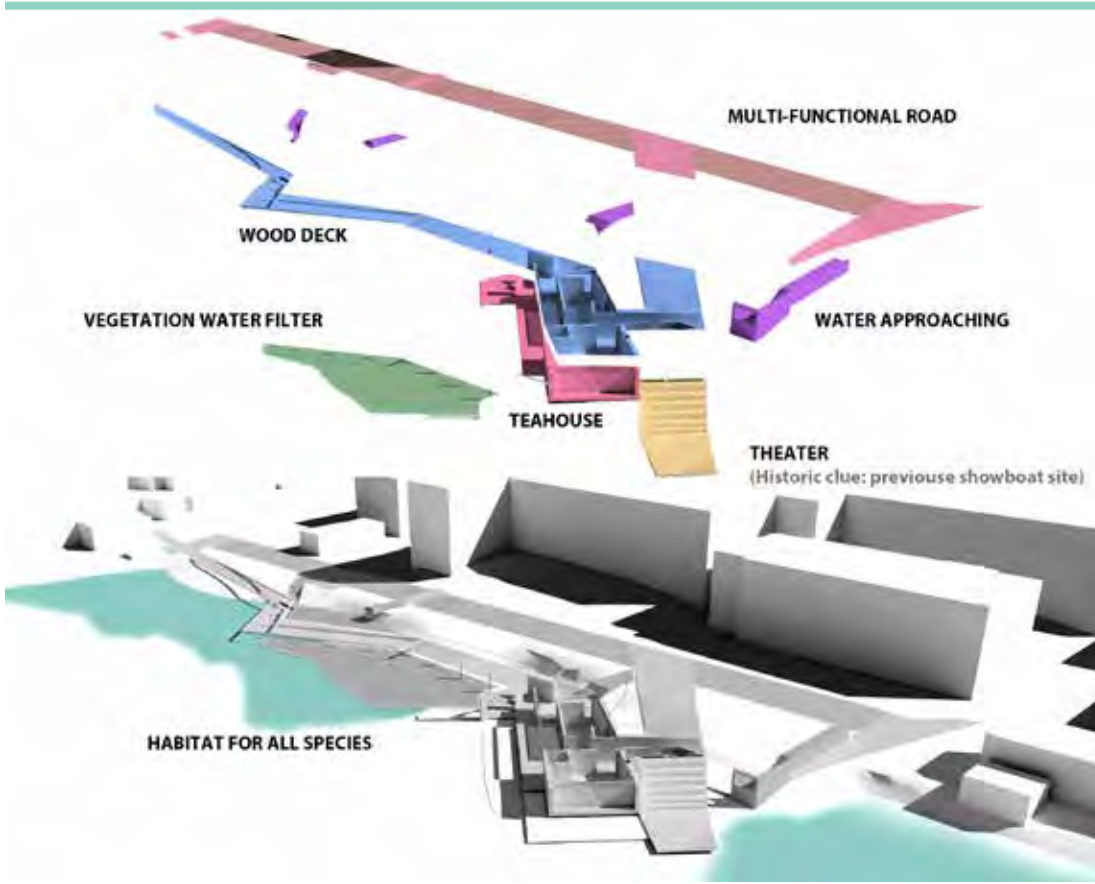 MULTI-FUNCTIONAL ROAD
WOOD DECK
VEGETATION WATER FILTER
WATER APPROACHING
TEAHOUSE
THEATER
(Historic clue: previouse showboat site)
HABITAT FOR ALL SPECIES